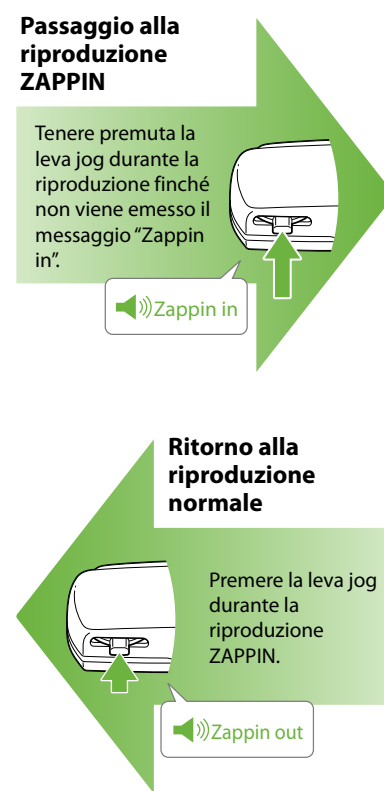 Passaggio alla
riproduzione
ZAPPIN
Tenere premuta la
leva jog durante la
riproduzione finché
non viene emesso il
messaggio “Zappin
in”.
Zappin in
Ritorno alla
riproduzione
normale
Premere la leva jog
durante la
riproduzione
ZAPPIN.
Zappin out